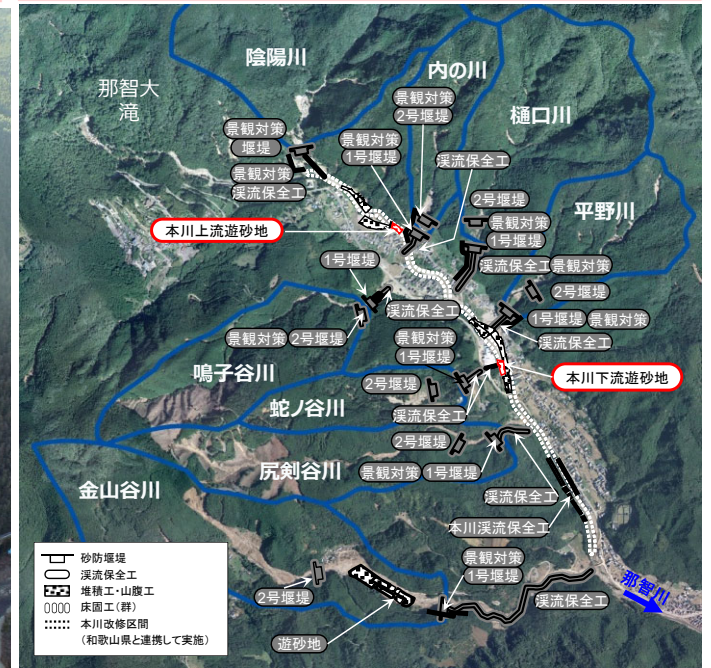 陰陽川
内の川
那智大
滝
樋口川
景観対策
2号堰堤
景観対策
堰堤
景観対策
1号堰堤
渓流保全工
景観対策
渓流保全工
2号堰堤
平野川
景観対策
1号堰堤
本川上流遊砂地
渓流保全工
景観対策
1号堰堤
2号堰堤
渓流保全工
1号堰堤
景観対策
景観対策
2号堰堤
景観対策
1号堰堤
渓流保全工
鳴子谷川
本川下流遊砂地
2号堰堤
蛇ノ谷川
渓流保全工
2号堰堤
尻剣谷川
景観対策
1号堰堤
金山谷川
渓流保全工
本川渓流保全工
景観対策
1号堰堤
2号堰堤
那智川
渓流保全工
遊砂地
砂防堰堤
渓流保全工
堆積工・山腹工
床固工(群)
本川改修区間
(和歌山県と連携して実施)